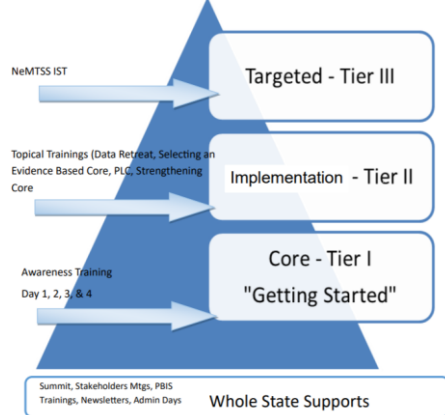 NeMTSS IST
Targeted - Tier III
Topical Trainings (Data Retreat, Selecting an
Evidence Based Core, PLC, Strengthening
Core
Implementation - Tier II
Awareness Training
Day 1, 2, 3, & 4
Core - Tier I
"Getting Started"
Summit, Stakeholders Mtgs, PBIS
Trainings, Newsletters, Admin Days
Whole State Supports